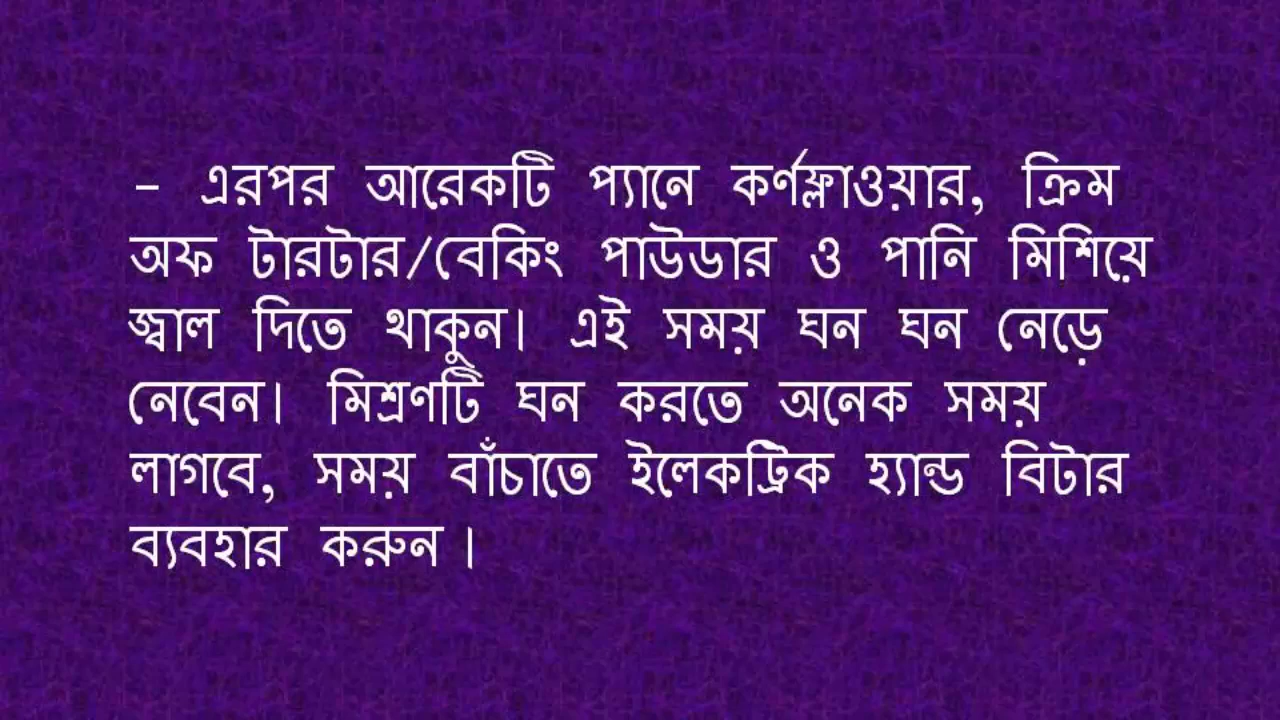 - এরপর আরেকটি প্যানে কর্ণফ্লাওয়ার, ক্রিম
অফ টারটার/বেকিং পাউডার ও পানি মিশিয়ে
জ্বাল দিতে থাকুন। এই সময় ঘন ঘন নেড়ে
নেবেন। মিশ্রণটি ঘন করতে অনেক সময়
লাগবে, সময় বাঁচাতে ইলেকট্রিক হ্যান্ড বিটার
ব্যবহার করুন ।